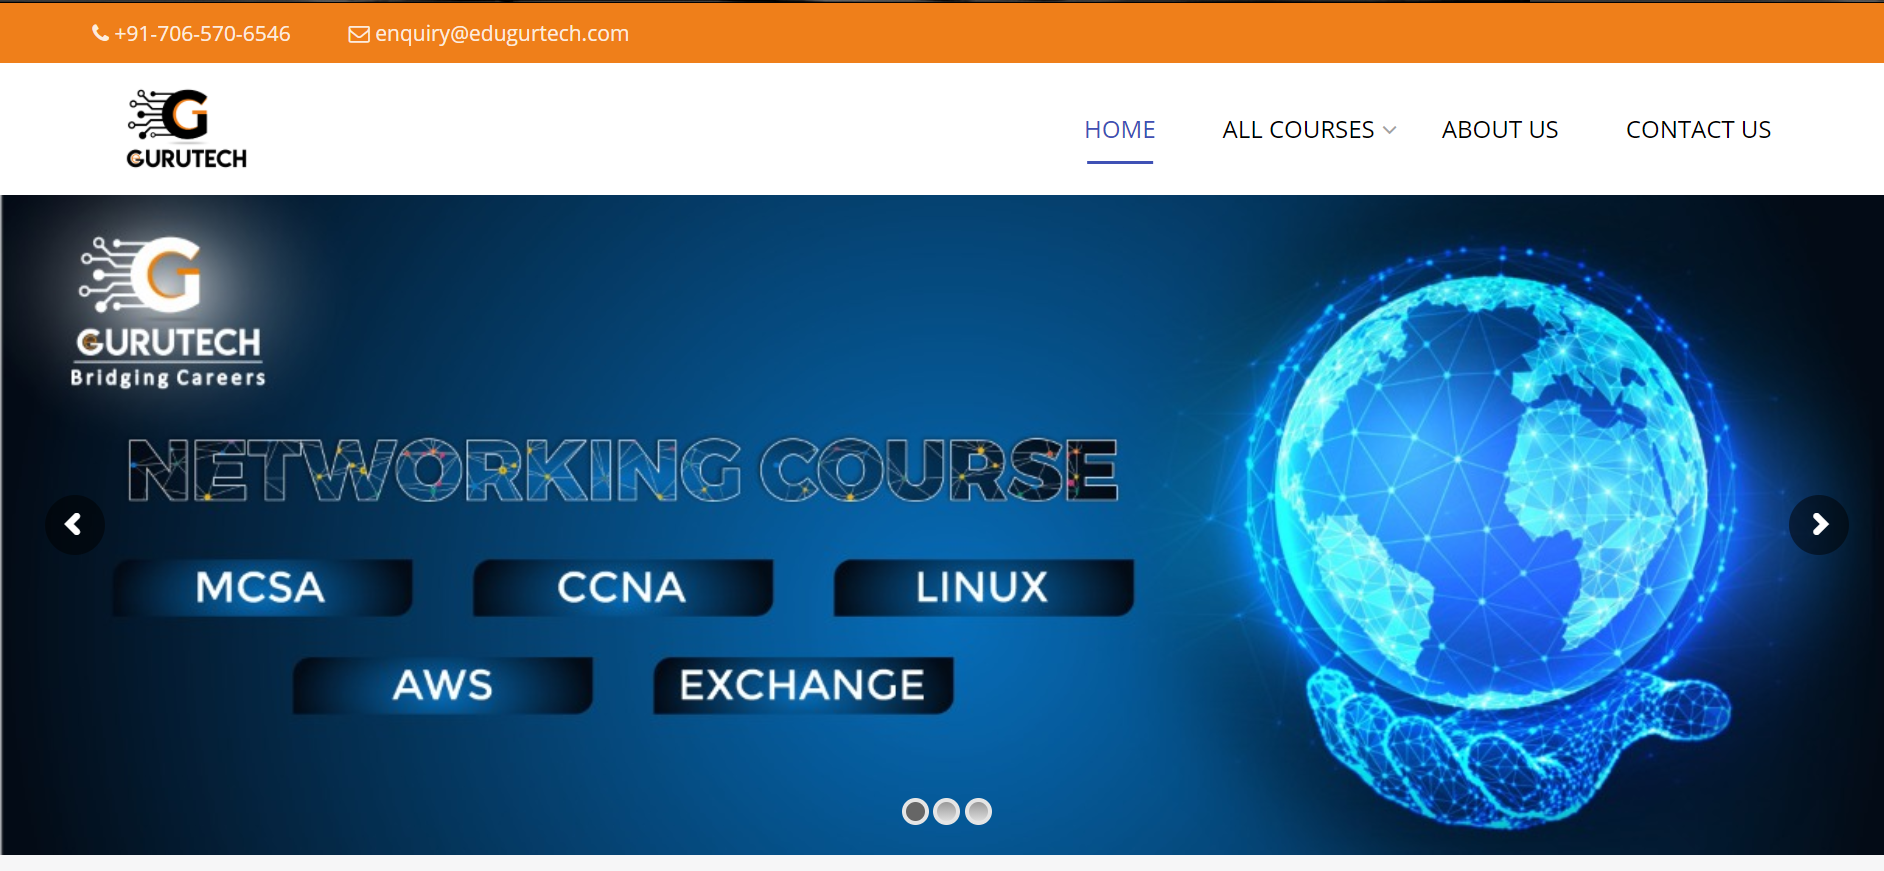 +91-706-570-6546 enquiry@edugurtech.com
GURUTECH
HOME ALL COURSES ABOUT US CONTACT US
GURUTECH
Bridging Careers
NETWORKING COURSE
MCSA CCNA LINUX
AWS EXCHANGE